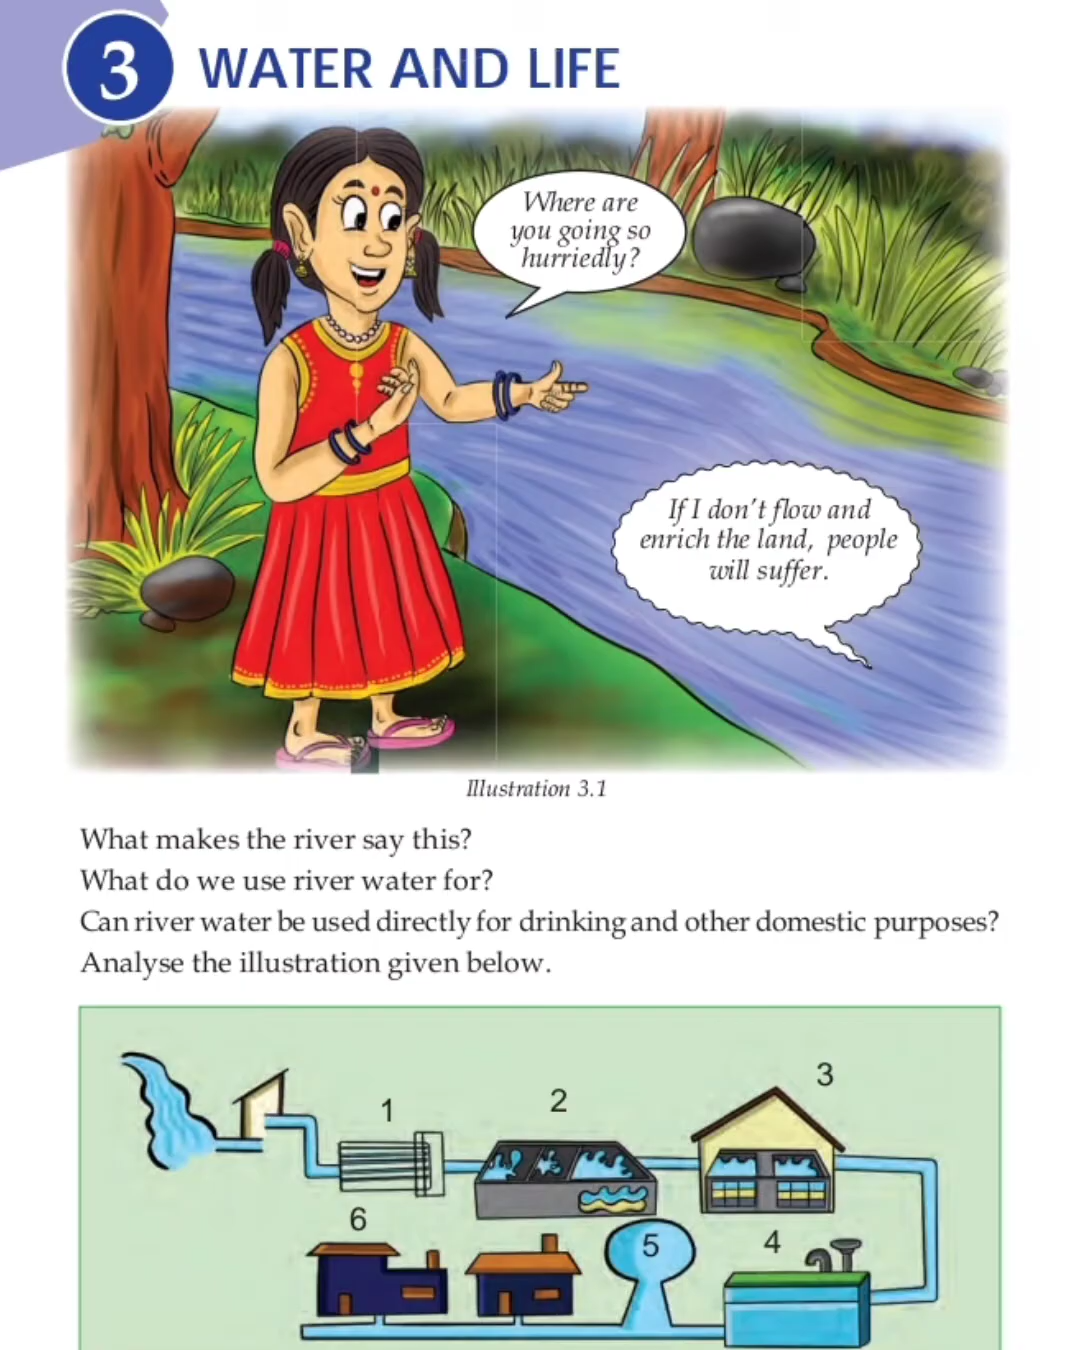 3 WATER AND LIFE
Where are
you going so
hurriedly?
If I don't flow and
enrich the land, people
will suffer.
Illustration 3.1
What makes the river say this?
What do we use river water for?
Can river water be used directly for drinking and other domestic purposes?
Analyse the illustration given below.
1
2
3
6
5
4